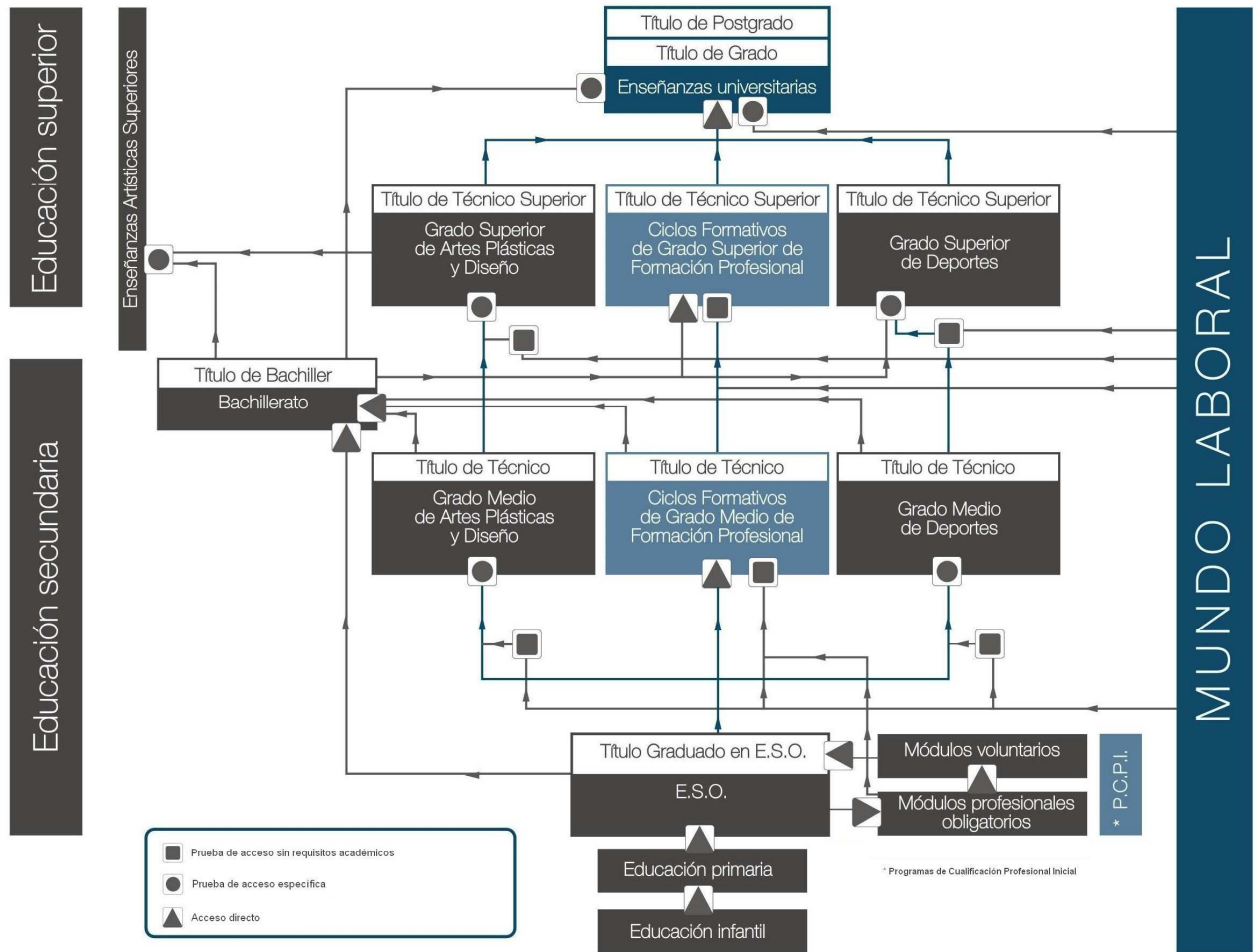 Educación superior
Enseñanzas Artísticas Superiores
Título de Postgrado
Título de Grado
Enseñanzas universitarias
Título de Técnico Superior
Grado Superior
de Artes Plásticas
y Diseño
Título de Técnico Superior
Ciclos Formativos
de Grado Superior de
Formación Profesional
Título de Técnico Superior
Grado Superior
de Deportes
MUNDO LABORAL
Educación secundaria
Título de Bachiller
Bachillerato
Título de Técnico
Grado Medio
de Artes Plásticas
y Diseño
Título de Técnico
Ciclos Formativos
de Grado Medio de
Formación Profesional
Título de Técnico
Grado Medio
de Deportes
Título Graduado en E.S.O.
E.S.O.
Módulos voluntarios
Módulos profesionales
obligatorios
* P.C.P.I.
Educación primaria
Educación infantil
* Programas de Cualificación Profesional Inicial
Prueba de acceso sin requisitos académicos
Prueba de acceso específica
Acceso directo